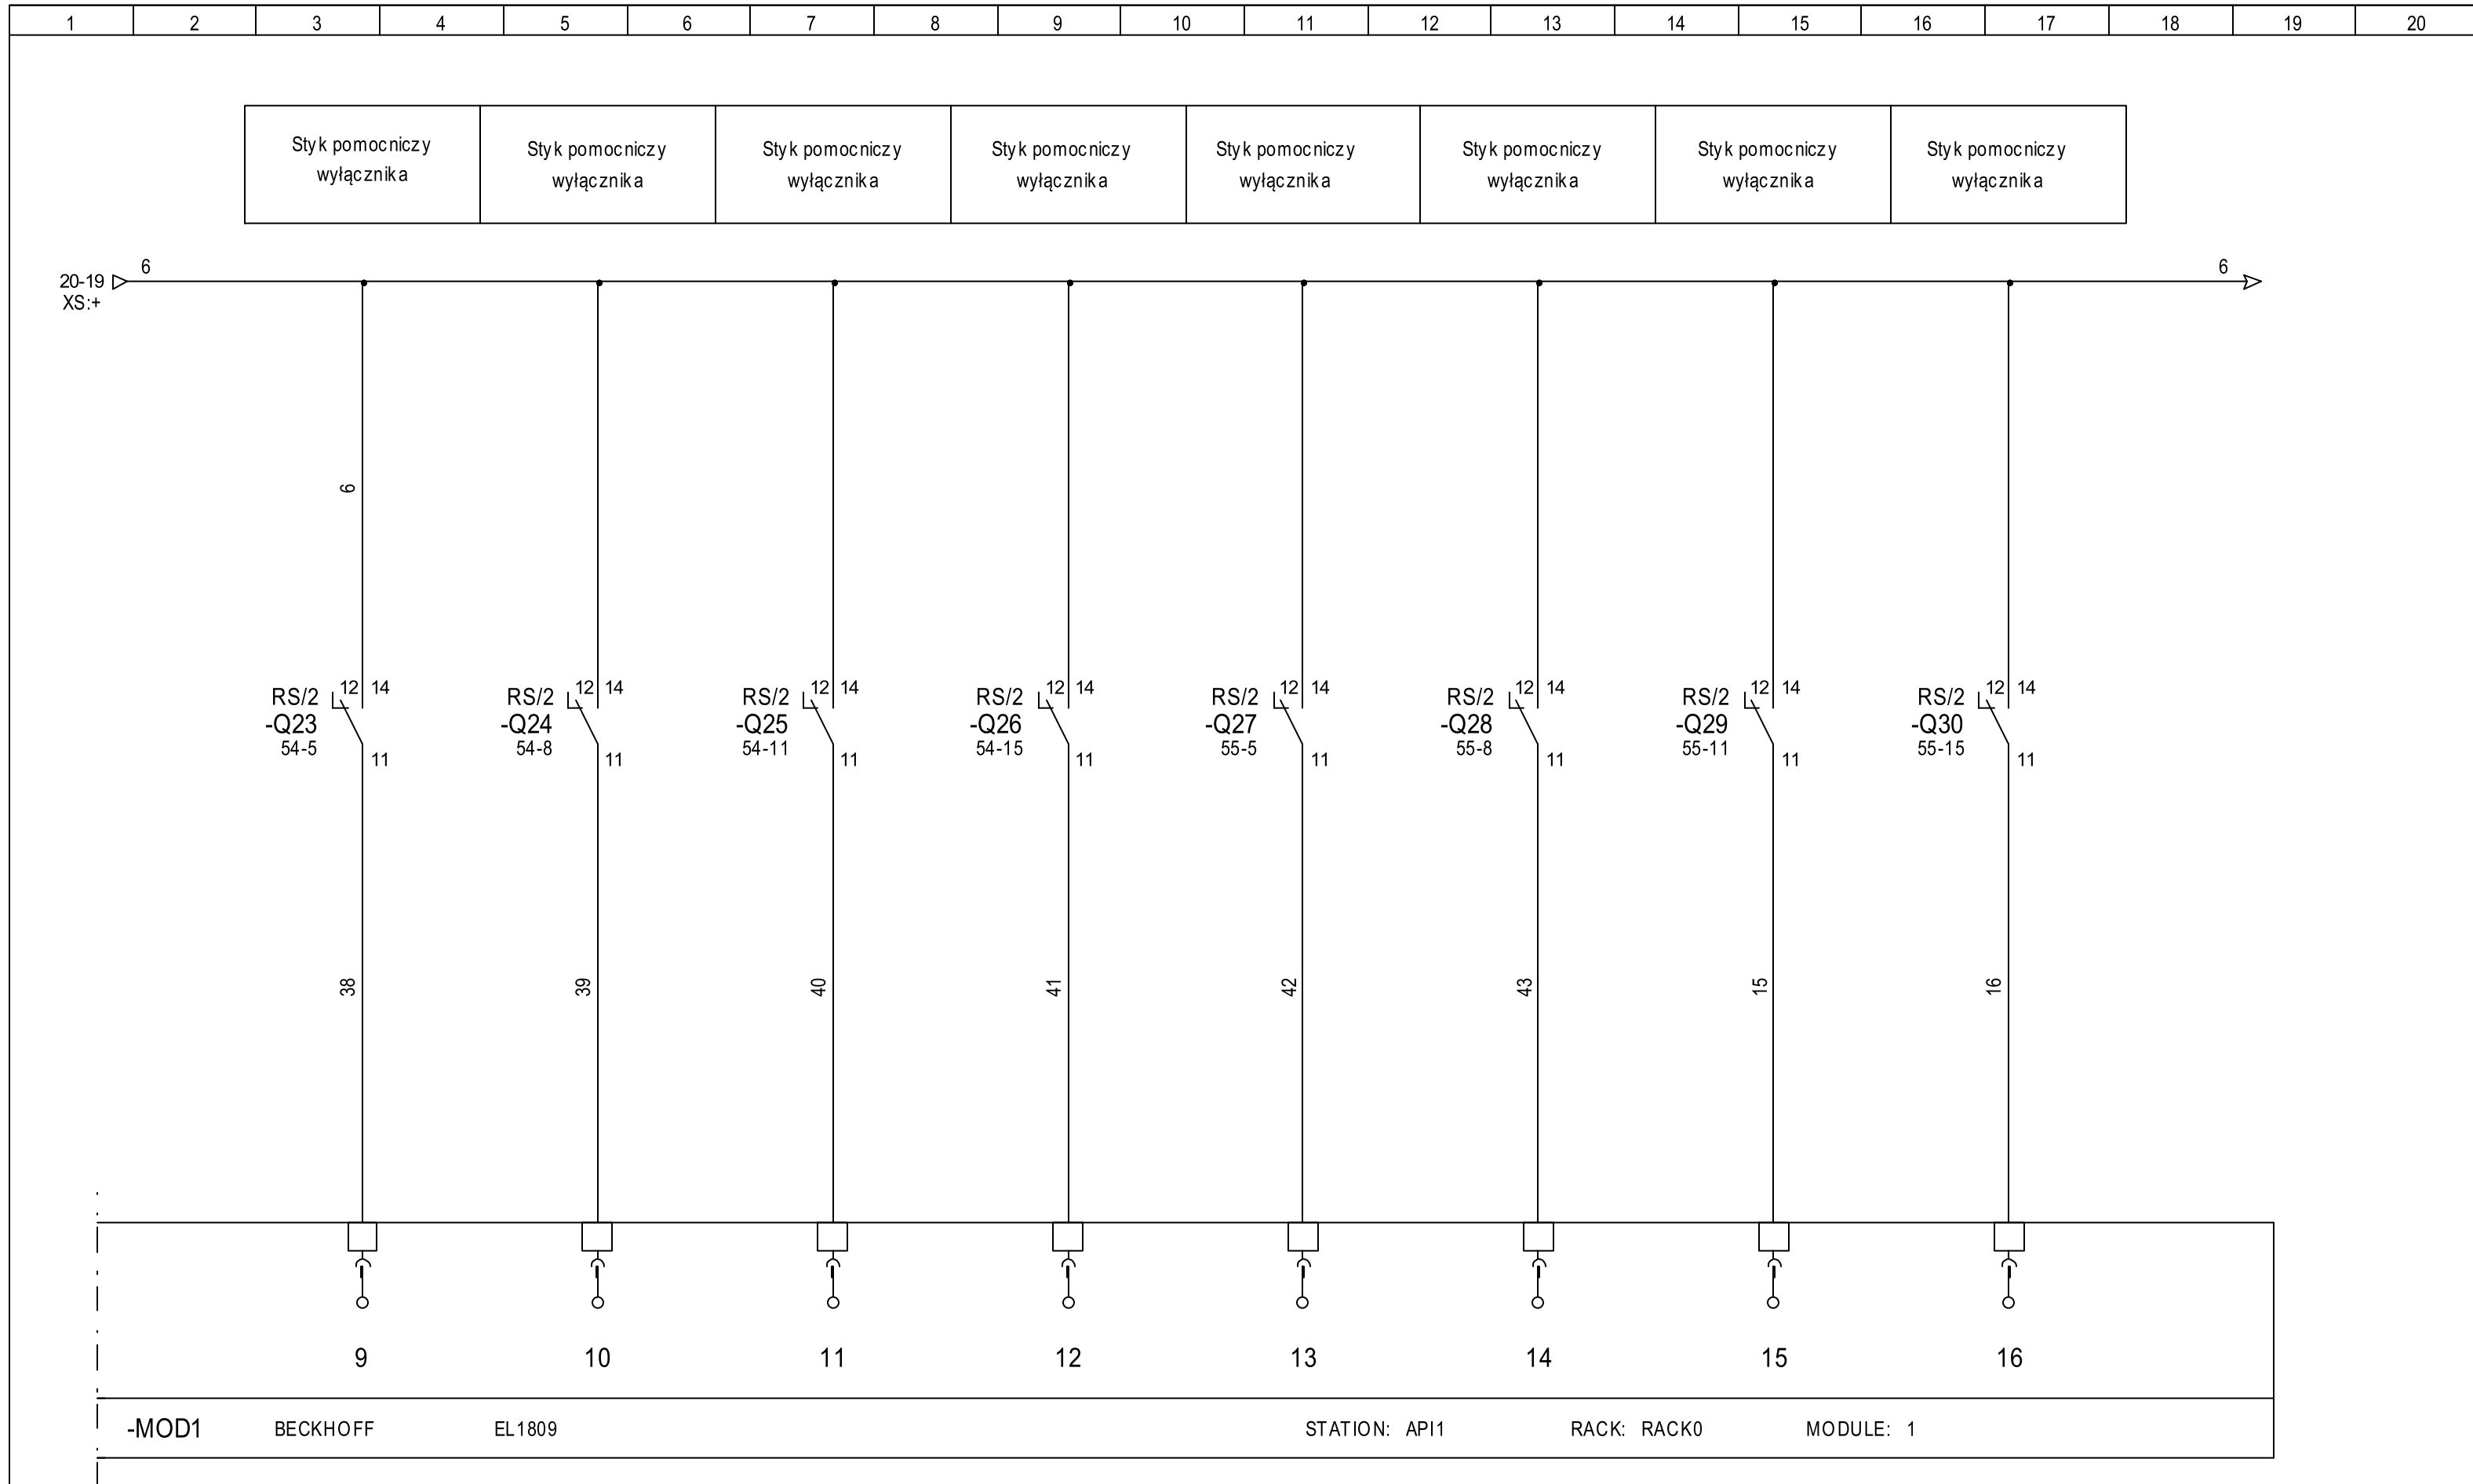 1 2 3 4 5 6 7 8 9 10 11 12 13 14 15 16 17 18 19 20
Styk pomocniczy Styk pomocniczy Styk pomocniczy Styk pomocniczy Styk pomocniczy Styk pomocniczy Styk pomocniczy Styk pomocniczy
wyłącznika wyłącznika wyłącznika wyłącznika wyłącznika wyłącznika wyłącznika wyłącznika
6 6
20-19
XS:+
6
12 14 12 14 12 14 12 14 12 14 12 14 12 14 12 14
RS/2 RS/2 RS/2 RS/2 RS/2 RS/2 RS/2 RS/2
-Q23 -Q24 -Q25 -Q26 -Q27 -Q28 -Q29 -Q30
54-5 54-8 54-11 54-15 55-5 55-8 55-11 55-15
11 11 11 11 11 11 11 11
38 39 40 41 42 43 15 16
9 10 11 12 13 14 15 16
-MOD1 BECKHOFF EL1809 STATION: API1 RACK: RACK0 MODULE: 1